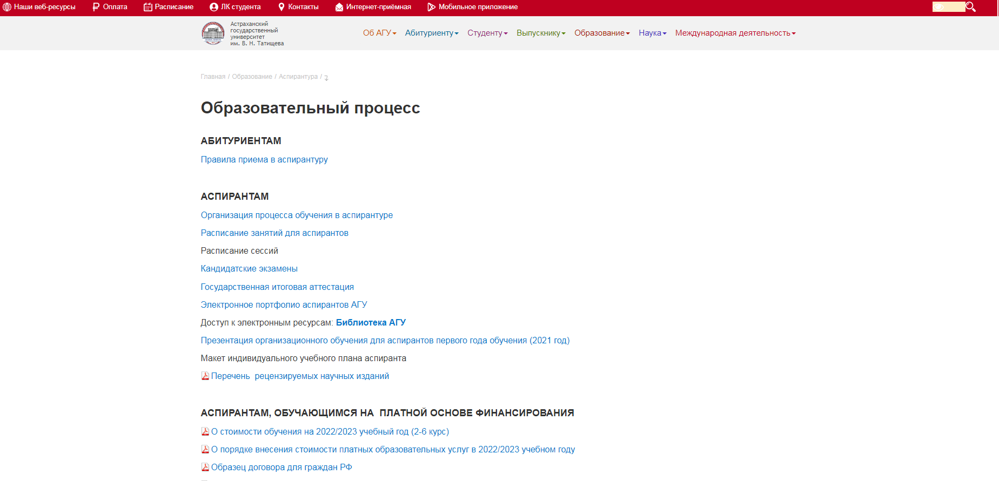 Наши веб-ресурсы
Оплата
Расписание
ЛК студента
Контакты
Интернет-приёмная
Мобильное приложение
Астраханский
государственный
университет
им. В. Н. Татищева
Об АГУ
Абитуриенту
Студенту
Выпускнику
Образование
Наука
Международная деятельность
Главная / Образование / Аспирантура /
Образовательный процесс
АБИТУРИЕНТАМ
Правила приема в аспирантуру
АСПИРАНТАМ
Организация процесса обучения в аспирантуре
Расписание занятий для аспирантов
Расписание сессий
Кандидатские экзамены
Государственная итоговая аттестация
Электронное портфолио аспирантов АГУ
Доступ к электронным ресурсам: Библиотека АГУ
Презентация организационного обучения для аспирантов первого года обучения (2021 год)
Макет индивидуального учебного плана аспиранта
Перечень  рецензируемых научных изданий
АСПИРАНТАМ, ОБУЧАЮЩИМСЯ НА  ПЛАТНОЙ ОСНОВЕ ФИНАНСИРОВАНИЯ
О стоимости обучения на 2022/2023 учебный год (2-6 курс)
О порядке внесения стоимости платных образовательных услуг в 2022/2023 учебном году
Образец договора для граждан РФ